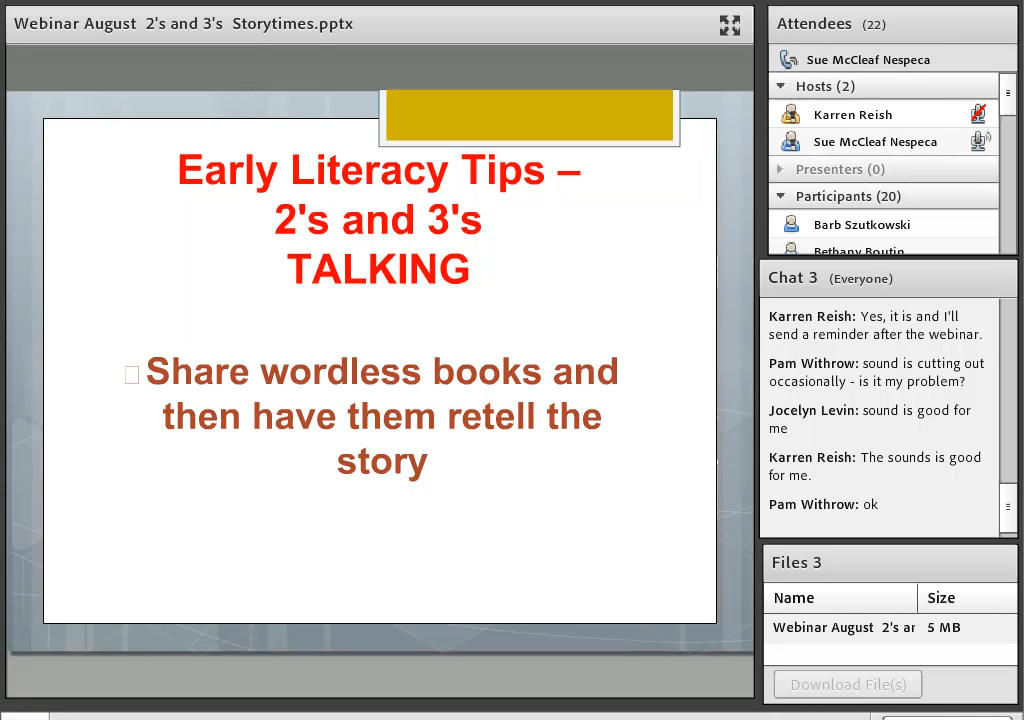 Webinar August 2's and 3's Storytimes.pptx
Early Literacy Tips –
2's and 3's
TALKING
Share wordless books and
then have them retell the
story
Attendees (22)
Sue McCleaf Nespeca
Hosts (2)
Karren Reish
Sue McCleaf Nespeca
Presenters (0)
Participants (20)
Barb Szutkowski
Bethany Boutin
Chat 3 (Everyone)
Karren Reish: Yes, it is and I'll
send a reminder after the webinar.
Pam Withrow: sound is cutting out
occasionally - is it my problem?
Jocelyn Levin: sound is good for
me
Karren Reish: The sounds is good
for me.
Pam Withrow: ok
Files 3
Name Size
Webinar August 2's ar 5 MB
Download File(s)